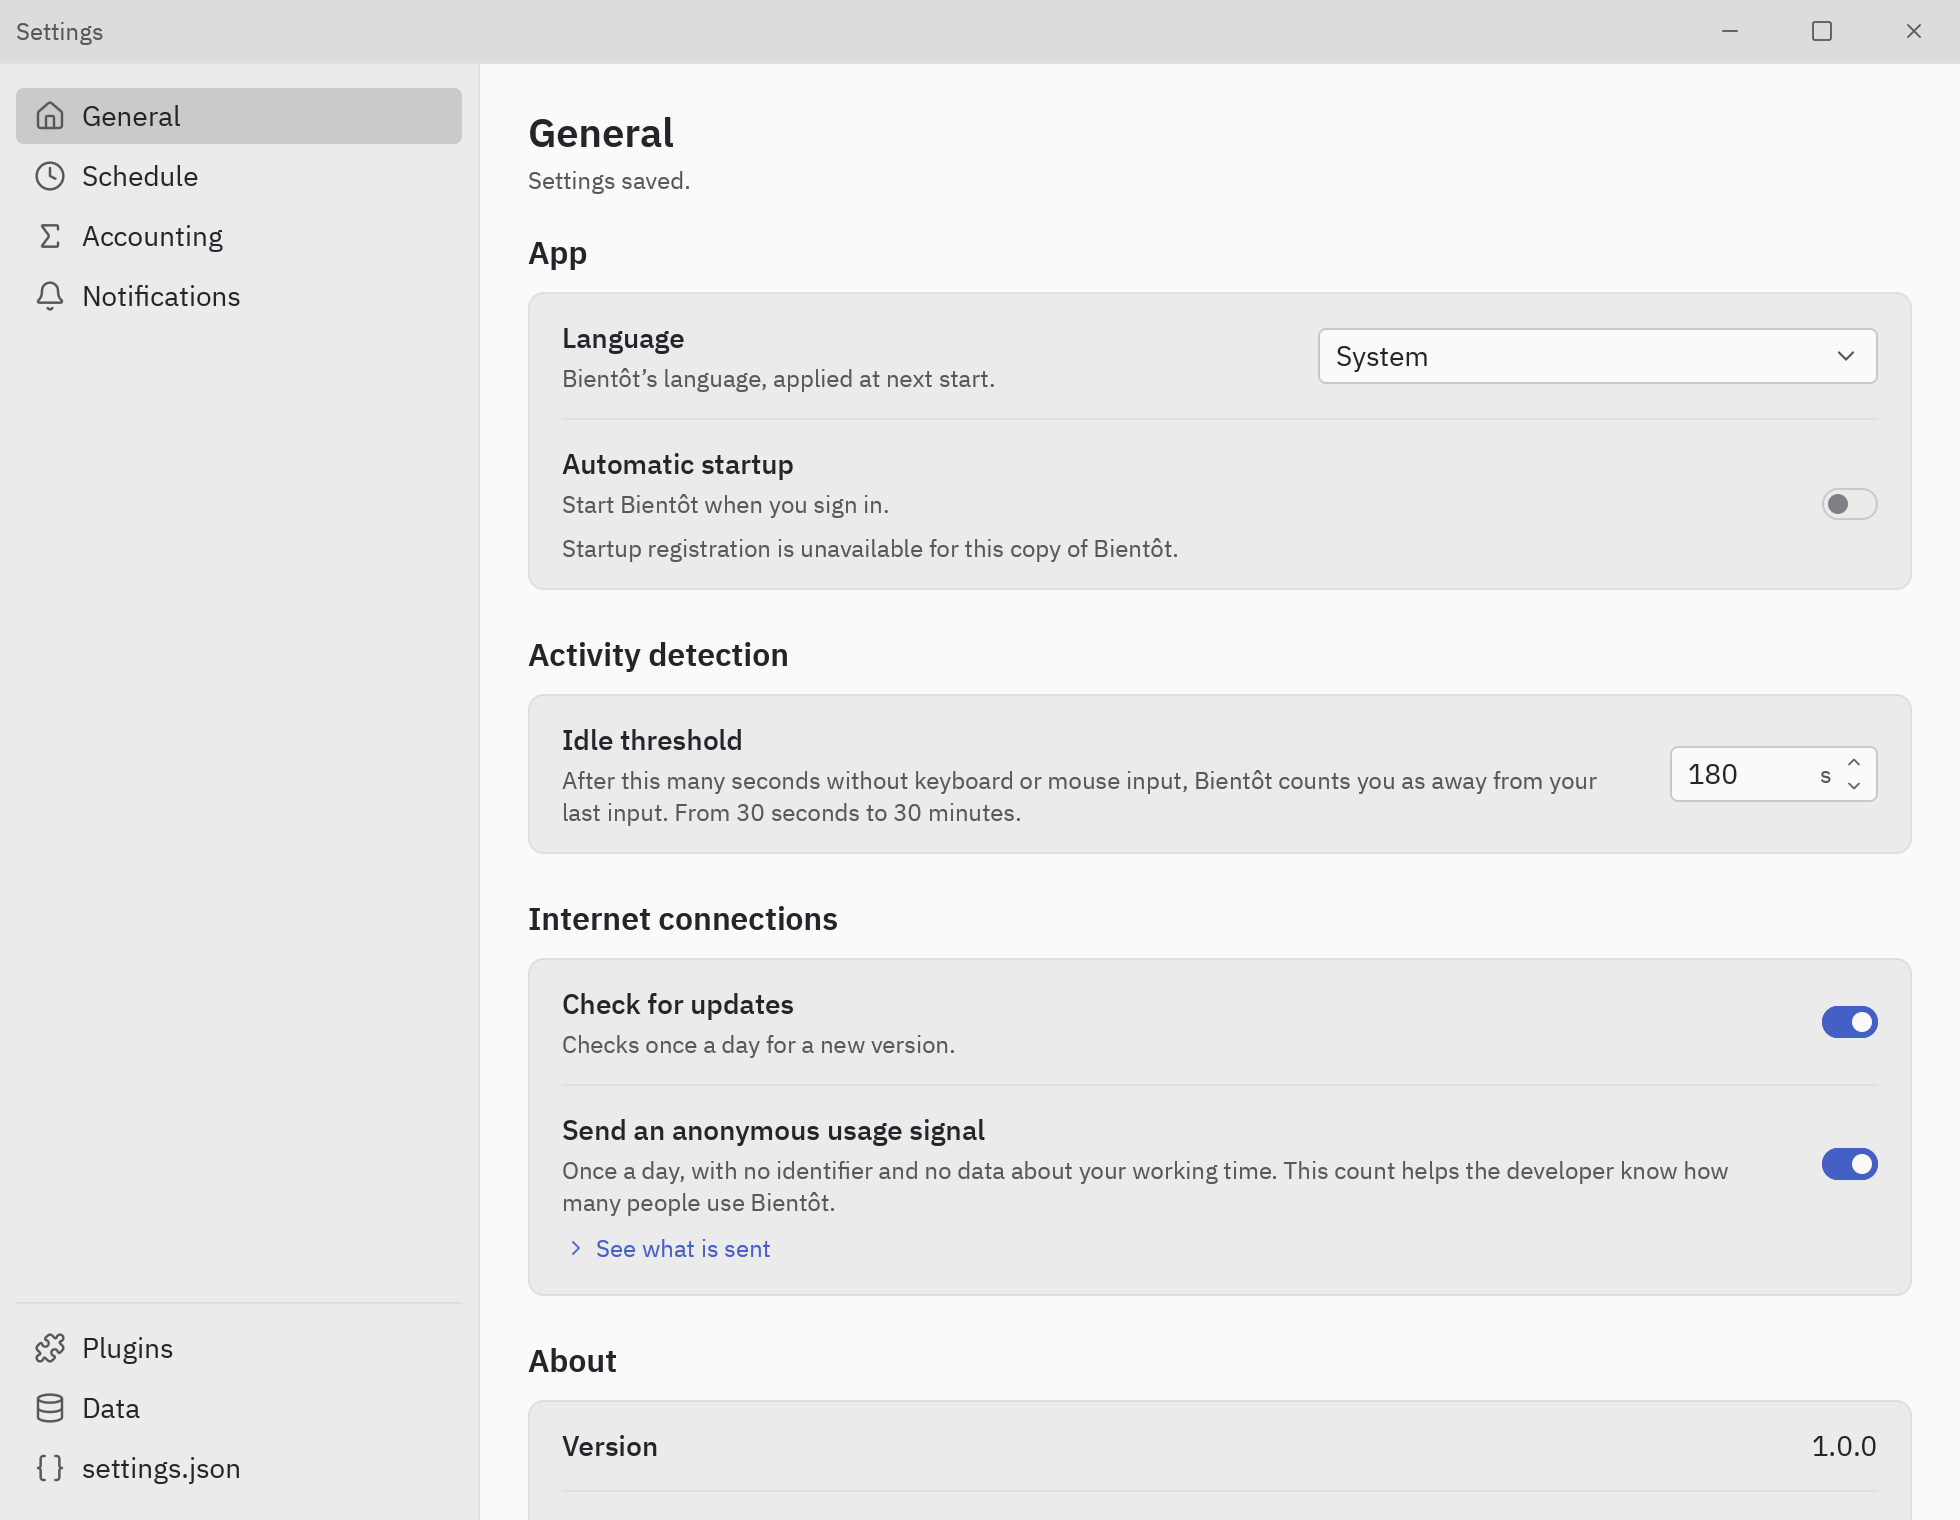 Settings
General
Schedule
Accounting
Notifications
Plugins
Data
settings.json
General
Settings saved.
App
Language
Bientôt’s language, applied at next start.
System
Automatic startup
Start Bientôt when you sign in.
Startup registration is unavailable for this copy of Bientôt.
Activity detection
Idle threshold
After this many seconds without keyboard or mouse input, Bientôt counts you as away from your
last input. From 30 seconds to 30 minutes.
180 s
Internet connections
Check for updates
Checks once a day for a new version.
Send an anonymous usage signal
Once a day, with no identifier and no data about your working time. This count helps the developer know how
many people use Bientôt.
See what is sent
About
Version 1.0.0